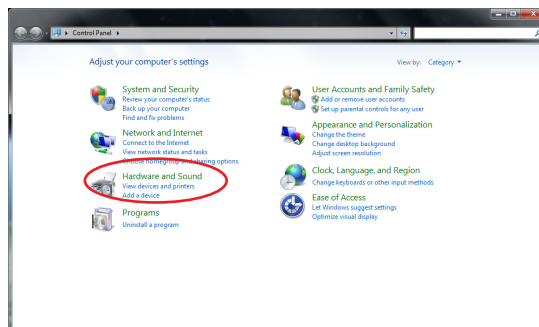 Control Panel
Adjust your computer's settings
View by: Category
System and Security
Review your computer's status
Back up your computer
Find and fix problems
Network and Internet
Connect to the Internet
View network status and tasks
Choose homegroup and sharing options
Hardware and Sound
View devices and printers
Add a device
Programs
Uninstall a program
User Accounts and Family Safety
Add or remove user accounts
Set up parental controls for any user
Appearance and Personalization
Change the theme
Change desktop background
Adjust screen resolution
Clock, Language, and Region
Change keyboards or other input methods
Ease of Access
Let Windows suggest settings
Optimize visual display